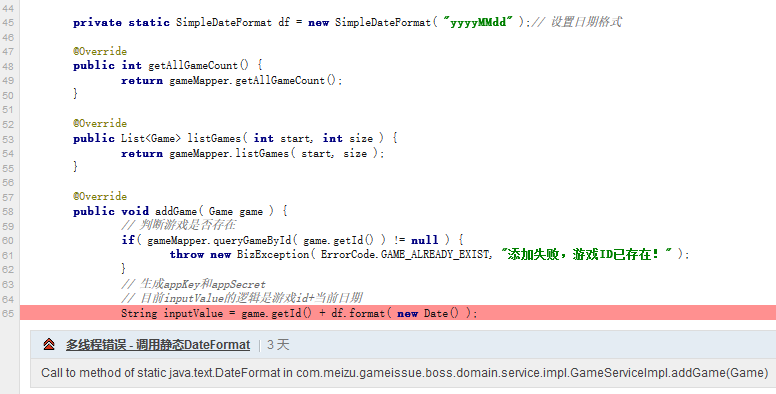 44
45 private static SimpleDateFormat df = new SimpleDateFormat( "yyyyMMdd" );// 设置日期格式
46
47 @Override
48 public int getAllGameCount() {
49 return gameMapper.getAllGameCount();
50 }
51
52 @Override
53 public List<Game> listGames( int start, int size ) {
54 return gameMapper.listGames( start, size );
55 }
56
57 @Override
58 public void addGame( Game game ) {
59 // 判断游戏是否存在
60 if( gameMapper.queryGameById( game.getId() ) != null ) {
61 throw new BizException( ErrorCode.GAME_ALREADY_EXIST, "添加失败，游戏ID已存在！" );
62 }
63 // 生成appKey和appSecret
64 // 目前inputValue的逻辑是游戏id+当前日期
65 String inputValue = game.getId() + df.format( new Date() );
多线程错误 - 调用静态DateFormat | 3 天
Call to method of static java.text.DateFormat in com.meizu.gameissue.boss.domain.service.impl.GameServiceImpl.addGame(Game)